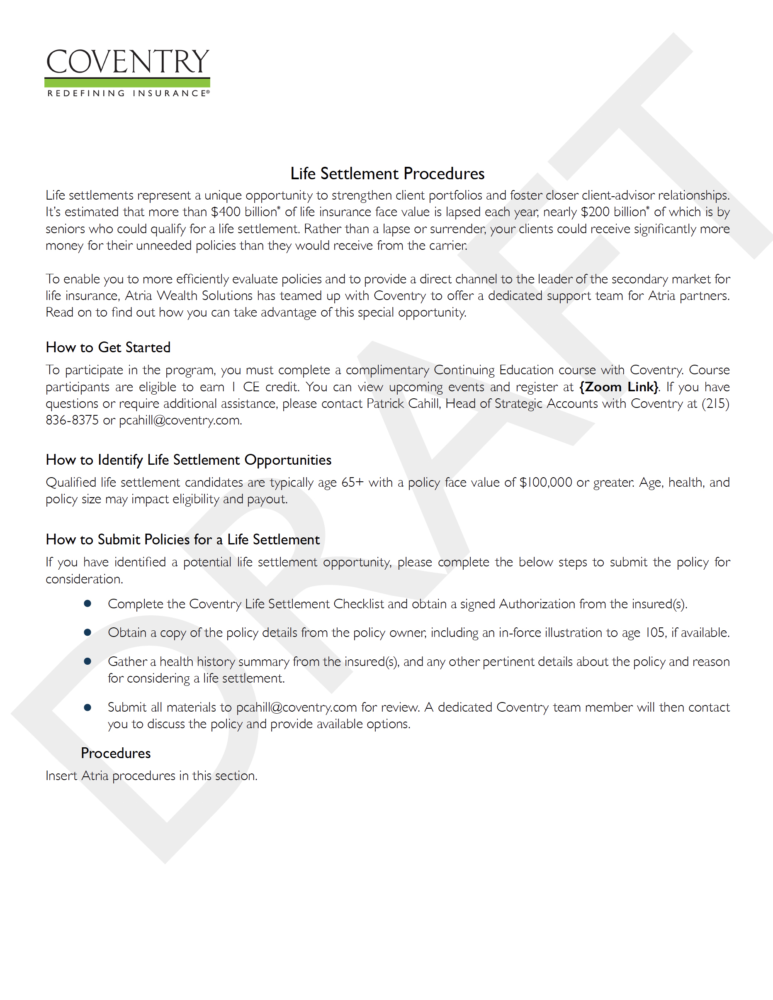 COVENTRY
REDEFINING INSURANCE®
Life Settlement Procedures
Life settlements represent a unique opportunity to strengthen client portfolios and foster closer client-advisor relationships.
It’s estimated that more than $400 billion* of life insurance face value is lapsed each year, nearly $200 billion* of which is by
seniors who could qualify for a life settlement. Rather than a lapse or surrender, your clients could receive significantly more
money for their unneeded policies than they would receive from the carrier.
To enable you to more efficiently evaluate policies and to provide a direct channel to the leader of the secondary market for
life insurance, Atria Wealth Solutions has teamed up with Coventry to offer a dedicated support team for Atria partners.
Read on to find out how you can take advantage of this special opportunity.
How to Get Started
To participate in the program, you must complete a complimentary Continuing Education course with Coventry. Course
participants are eligible to earn 1 CE credit. You can view upcoming events and register at {Zoom Link}. If you have
questions or require additional assistance, please contact Patrick Cahill, Head of Strategic Accounts with Coventry at (215)
836-8375 or pcahill@coventry.com.
How to Identify Life Settlement Opportunities
Qualified life settlement candidates are typically age 65+ with a policy face value of $100,000 or greater. Age, health, and
policy size may impact eligibility and payout.
How to Submit Policies for a Life Settlement
If you have identified a potential life settlement opportunity, please complete the below steps to submit the policy for
consideration.
● Complete the Coventry Life Settlement Checklist and obtain a signed Authorization from the insured(s).
● Obtain a copy of the policy details from the policy owner, including an in-force illustration to age 105, if available.
● Gather a health history summary from the insured(s), and any other pertinent details about the policy and reason
for considering a life settlement.
● Submit all materials to pcahill@coventry.com for review. A dedicated Coventry team member will then contact
you to discuss the policy and provide available options.
Procedures
Insert Atria procedures in this section.
DRAFT